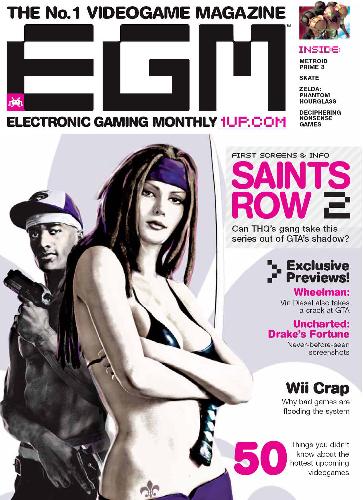 THE No.1 VIDEOGAME MAGAZINE
EGM
ELECTRONIC GAMING MONTHLY 1UP.COM
INSIDE:
METROID
PRIME 3
SKATE
ZELDA:
PHANTOM
HOURGLASS
DECIPHERING
NONSENSE
GAMES
FIRST SCREENS & INFO
SAINTS
ROW 2
Can THQ's gang take this
series out of GTA's shadow?
Exclusive
Previews!
Wheelman:
Vin Diesel also takes
a crack at GTA
Uncharted:
Drake's Fortune
Never-before-seen
screenshots
Wii Crap
Why bad games are
flooding the system
50 Things you didn't
know about the
hottest upcoming
videogames